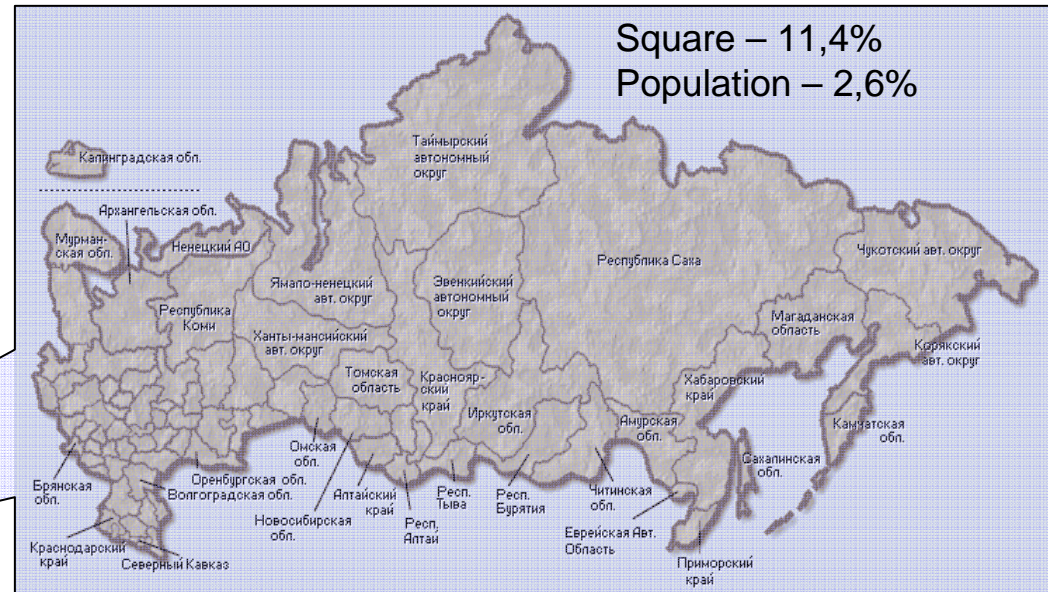 Square – 11,4%
Population – 2,6%
Таймырский
автономный
округ
Калинградская обл.
Архангельская обл.
Мурман-
ская обл.
Ненецкий АО
Чукотский авт. округ
Республика Саха
Ямало-ненецкий
авт. округ
Эвенкийский
автономный
округ
Республика
Коми
Магаданская
область
Ханты-мансийский
авт. округ
Корякский
авт. округ
Томская
область
Краснояр-
ский
край
Хабаровский
край
Иркутская
обл.
Амурская
обл.
Камчатская
обл.
Омская
обл.
Сахалинская
обл.
Брянская
обл.
Оренбургская обл.
Волгоградская обл.
Алтайский
край
Респ.
Тыва
Респ.
Бурятия
Читинская
обл.
Новосибирская
обл.
Респ.
Алтай
Еврейская Авт.
Область
Краснодарский
край
Северный Кавказ
Приморский
край